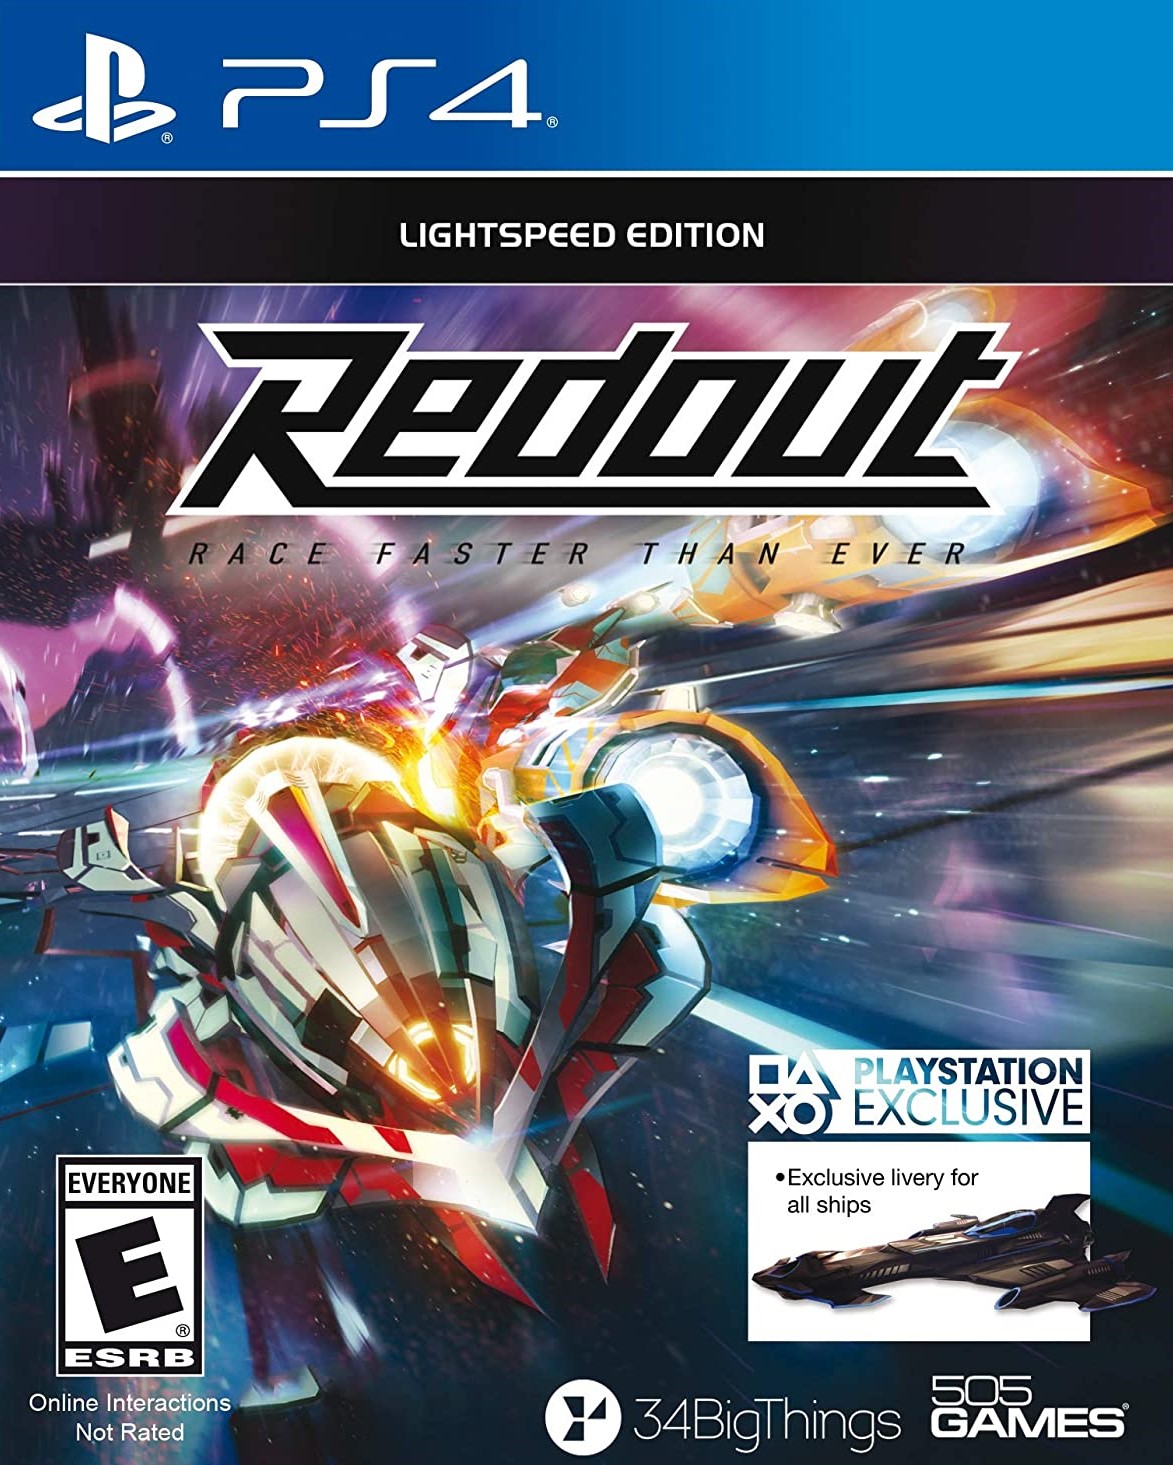 PS4®
LIGHTSPEED EDITION
Redout
RACE FASTER THAN EVER
PLAYSTATION
EXCLUSIVE
•Exclusive livery for
all ships
EVERYONE
E®
ESRB
Online Interactions
Not Rated
34BigThings
505
GAMES®